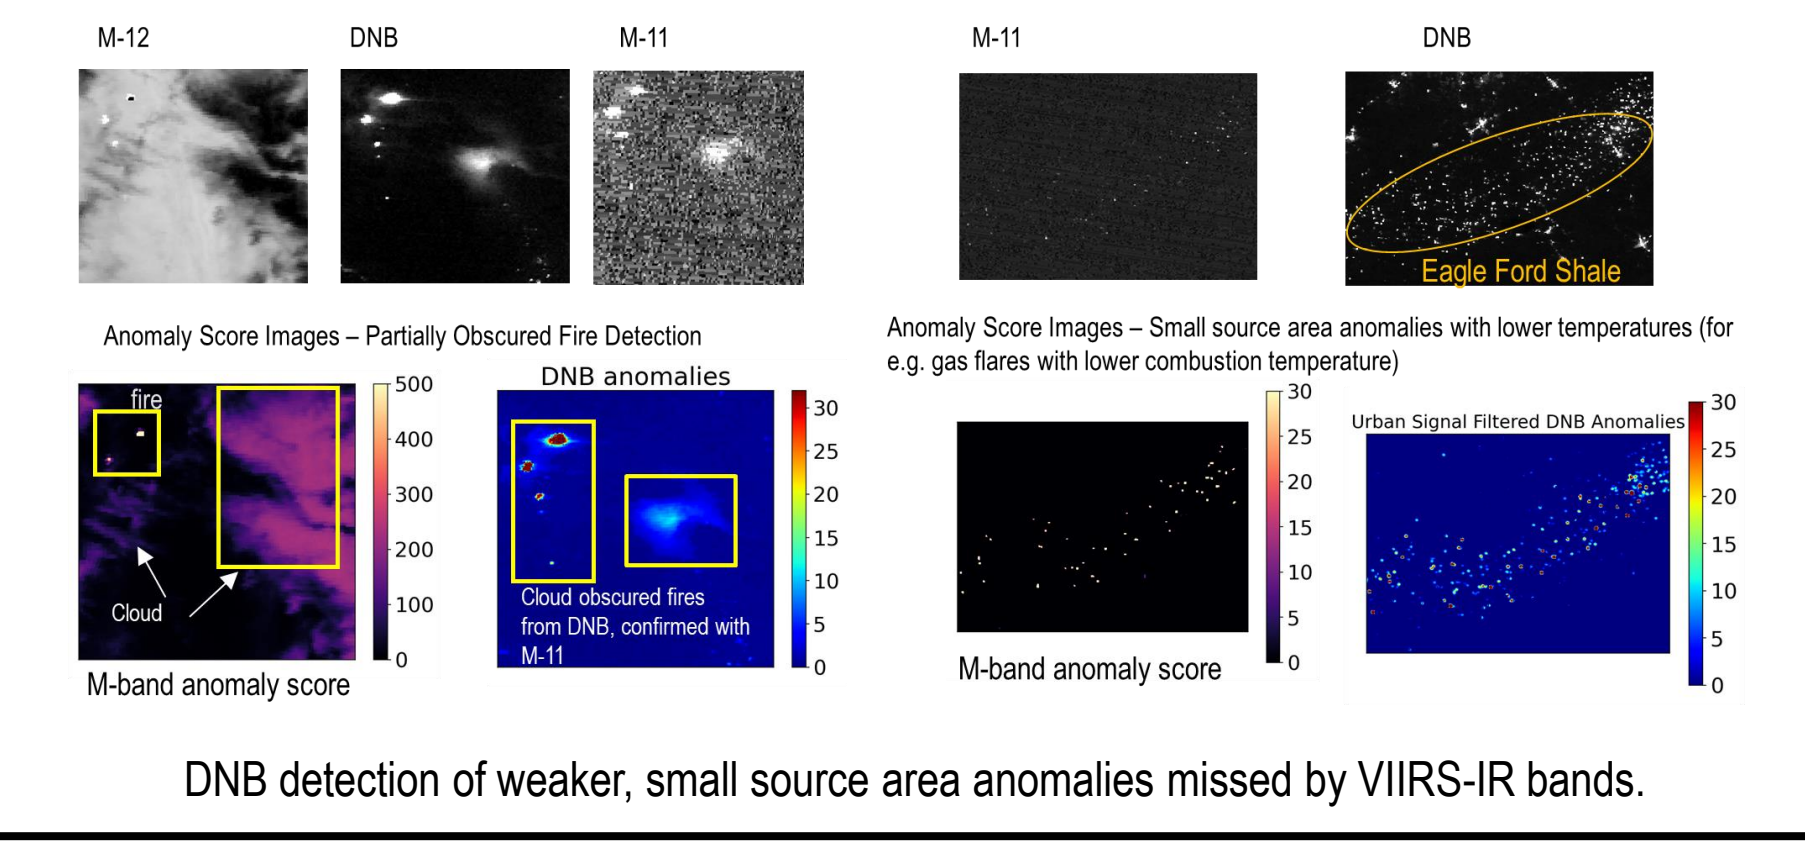 M-12
DNB
M-11
M-11
DNB
Eagle Ford Shale
Anomaly Score Images – Partially Obscured Fire Detection
Anomaly Score Images – Small source area anomalies with lower temperatures (for
e.g. gas flares with lower combustion temperature)
fire
Cloud
500
400
300
200
100
0
M-band anomaly score
DNB anomalies
Cloud obscured fires
from DNB, confirmed with
M-11
30
25
20
15
10
5
0
30
25
20
15
10
5
0
M-band anomaly score
Urban Signal Filtered DNB Anomalies
30
25
20
15
10
5
0
DNB detection of weaker, small source area anomalies missed by VIIRS-IR bands.